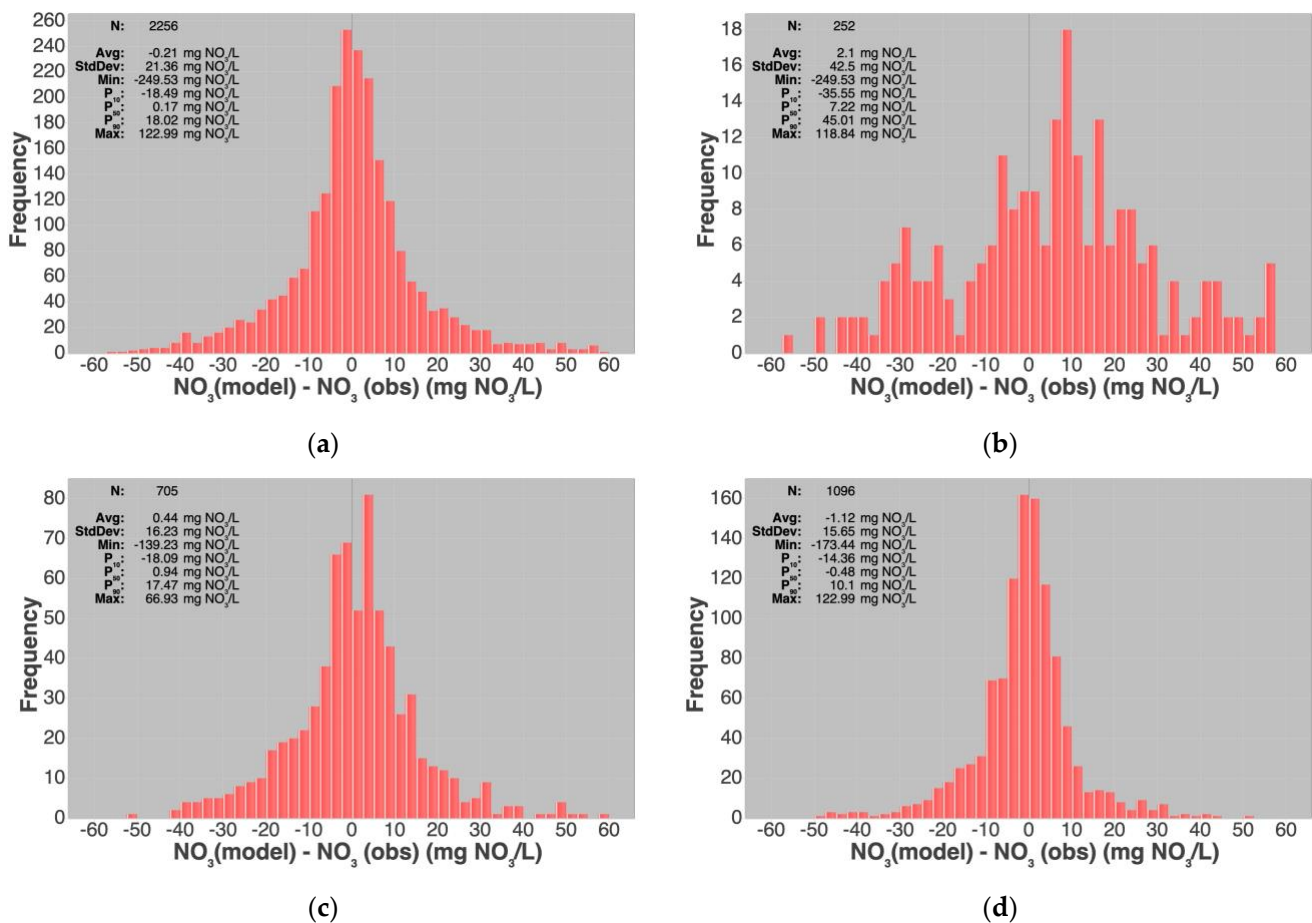 N: 2256
Avg: -0.21 mg NO₃/L
StdDev: 21.36 mg NO₃/L
Min: -249.53 mg NO₃/L
P₁₀: -18.49 mg NO₃/L
P₅₀: 0.17 mg NO₃/L
P₉₀: 18.02 mg NO₃/L
Max: 122.99 mg NO₃/L
Frequency
260
240
220
200
180
160
140
120
100
80
60
40
20
0
-60 -50 -40 -30 -20 -10 0 10 20 30 40 50 60
NO₃(model) - NO₃ (obs) (mg NO₃/L)
(a)
N: 252
Avg: 2.1 mg NO₃/L
StdDev: 42.5 mg NO₃/L
Min: -249.53 mg NO₃/L
P₁₀: -35.55 mg NO₃/L
P₅₀: 7.22 mg NO₃/L
P₉₀: 45.01 mg NO₃/L
Max: 118.84 mg NO₃/L
Frequency
18
16
14
12
10
8
6
4
2
0
-60 -50 -40 -30 -20 -10 0 10 20 30 40 50 60
NO₃(model) - NO₃ (obs) (mg NO₃/L)
(b)
N: 705
Avg: 0.44 mg NO₃/L
StdDev: 16.23 mg NO₃/L
Min: -139.23 mg NO₃/L
P₁₀: -18.09 mg NO₃/L
P₅₀: 0.94 mg NO₃/L
P₉₀: 17.47 mg NO₃/L
Max: 66.93 mg NO₃/L
Frequency
80
70
60
50
40
30
20
10
0
-60 -50 -40 -30 -20 -10 0 10 20 30 40 50 60
NO₃(model) - NO₃ (obs) (mg NO₃/L)
(c)
N: 1096
Avg: -1.12 mg NO₃/L
StdDev: 15.65 mg NO₃/L
Min: -173.44 mg NO₃/L
P₁₀: -14.36 mg NO₃/L
P₅₀: -0.48 mg NO₃/L
P₉₀: 10.1 mg NO₃/L
Max: 122.99 mg NO₃/L
Frequency
160
140
120
100
80
60
40
20
0
-60 -50 -40 -30 -20 -10 0 10 20 30 40 50 60
NO₃(model) - NO₃ (obs) (mg NO₃/L)
(d)